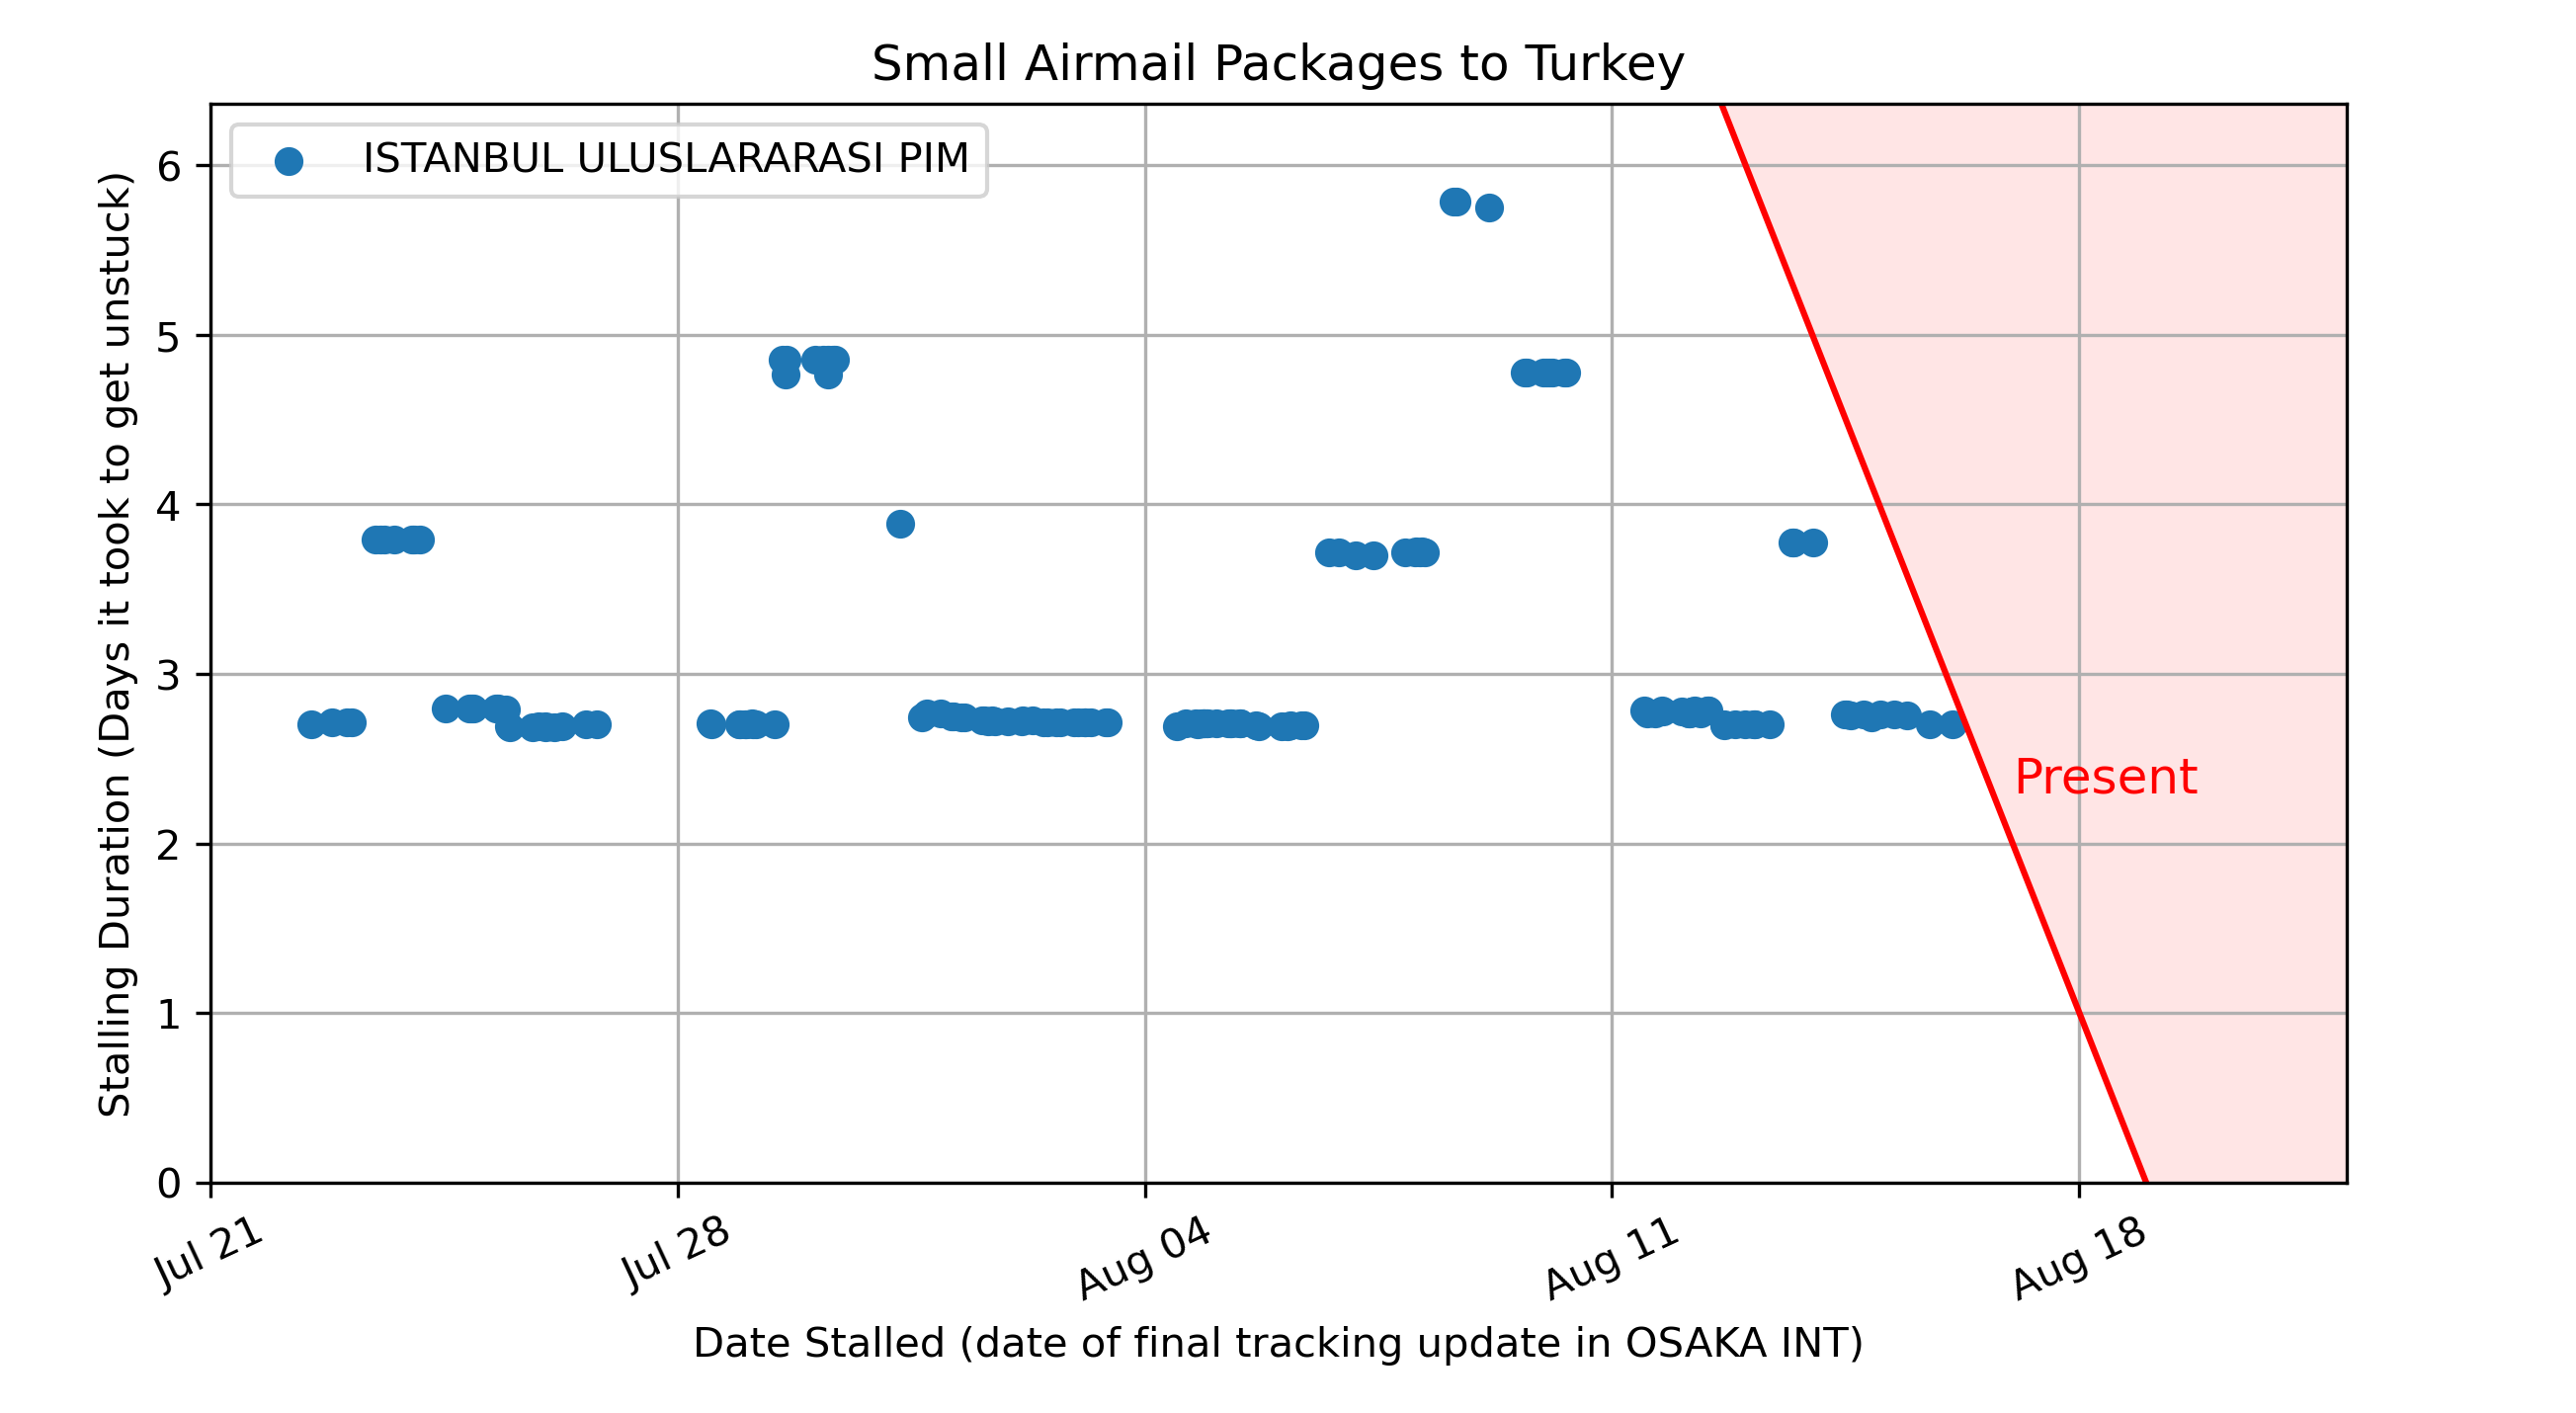 Small Airmail Packages to Turkey
ISTANBUL ULUSLARARASI PIM
Stalling Duration (Days it took to get unstuck)
6
5
4
3
2
1
0
Present
Jul 21
Jul 28
Aug 04
Aug 11
Aug 18
Date Stalled (date of final tracking update in OSAKA INT)